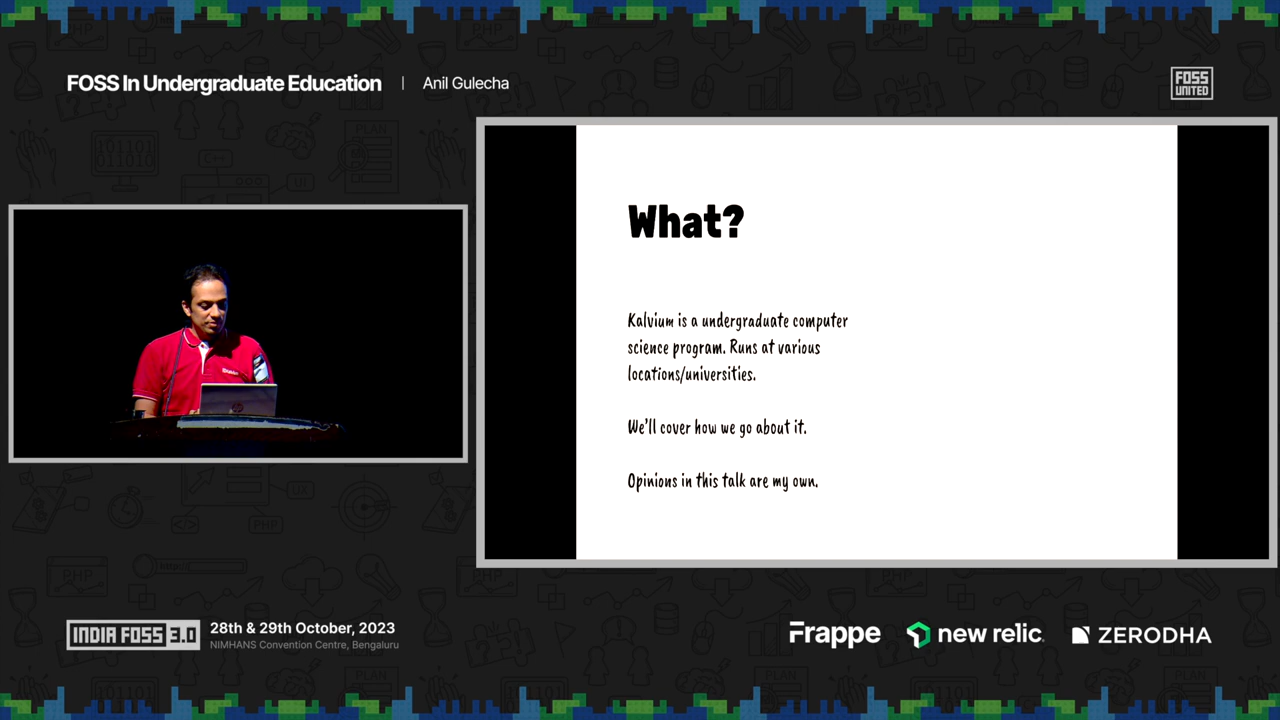 FOSS In Undergraduate Education | Anil Gulecha
FOSS
UNITED
What?
Kalvium is a undergraduate computer
science program. Runs at various
locations/universities.
We'll cover how we go about it.
Opinions in this talk are my own.
INDIA FOSS 3.0
28th & 29th October, 2023
NIMHANS Convention Centre, Bengaluru
Frappe
new relic
ZERODHA